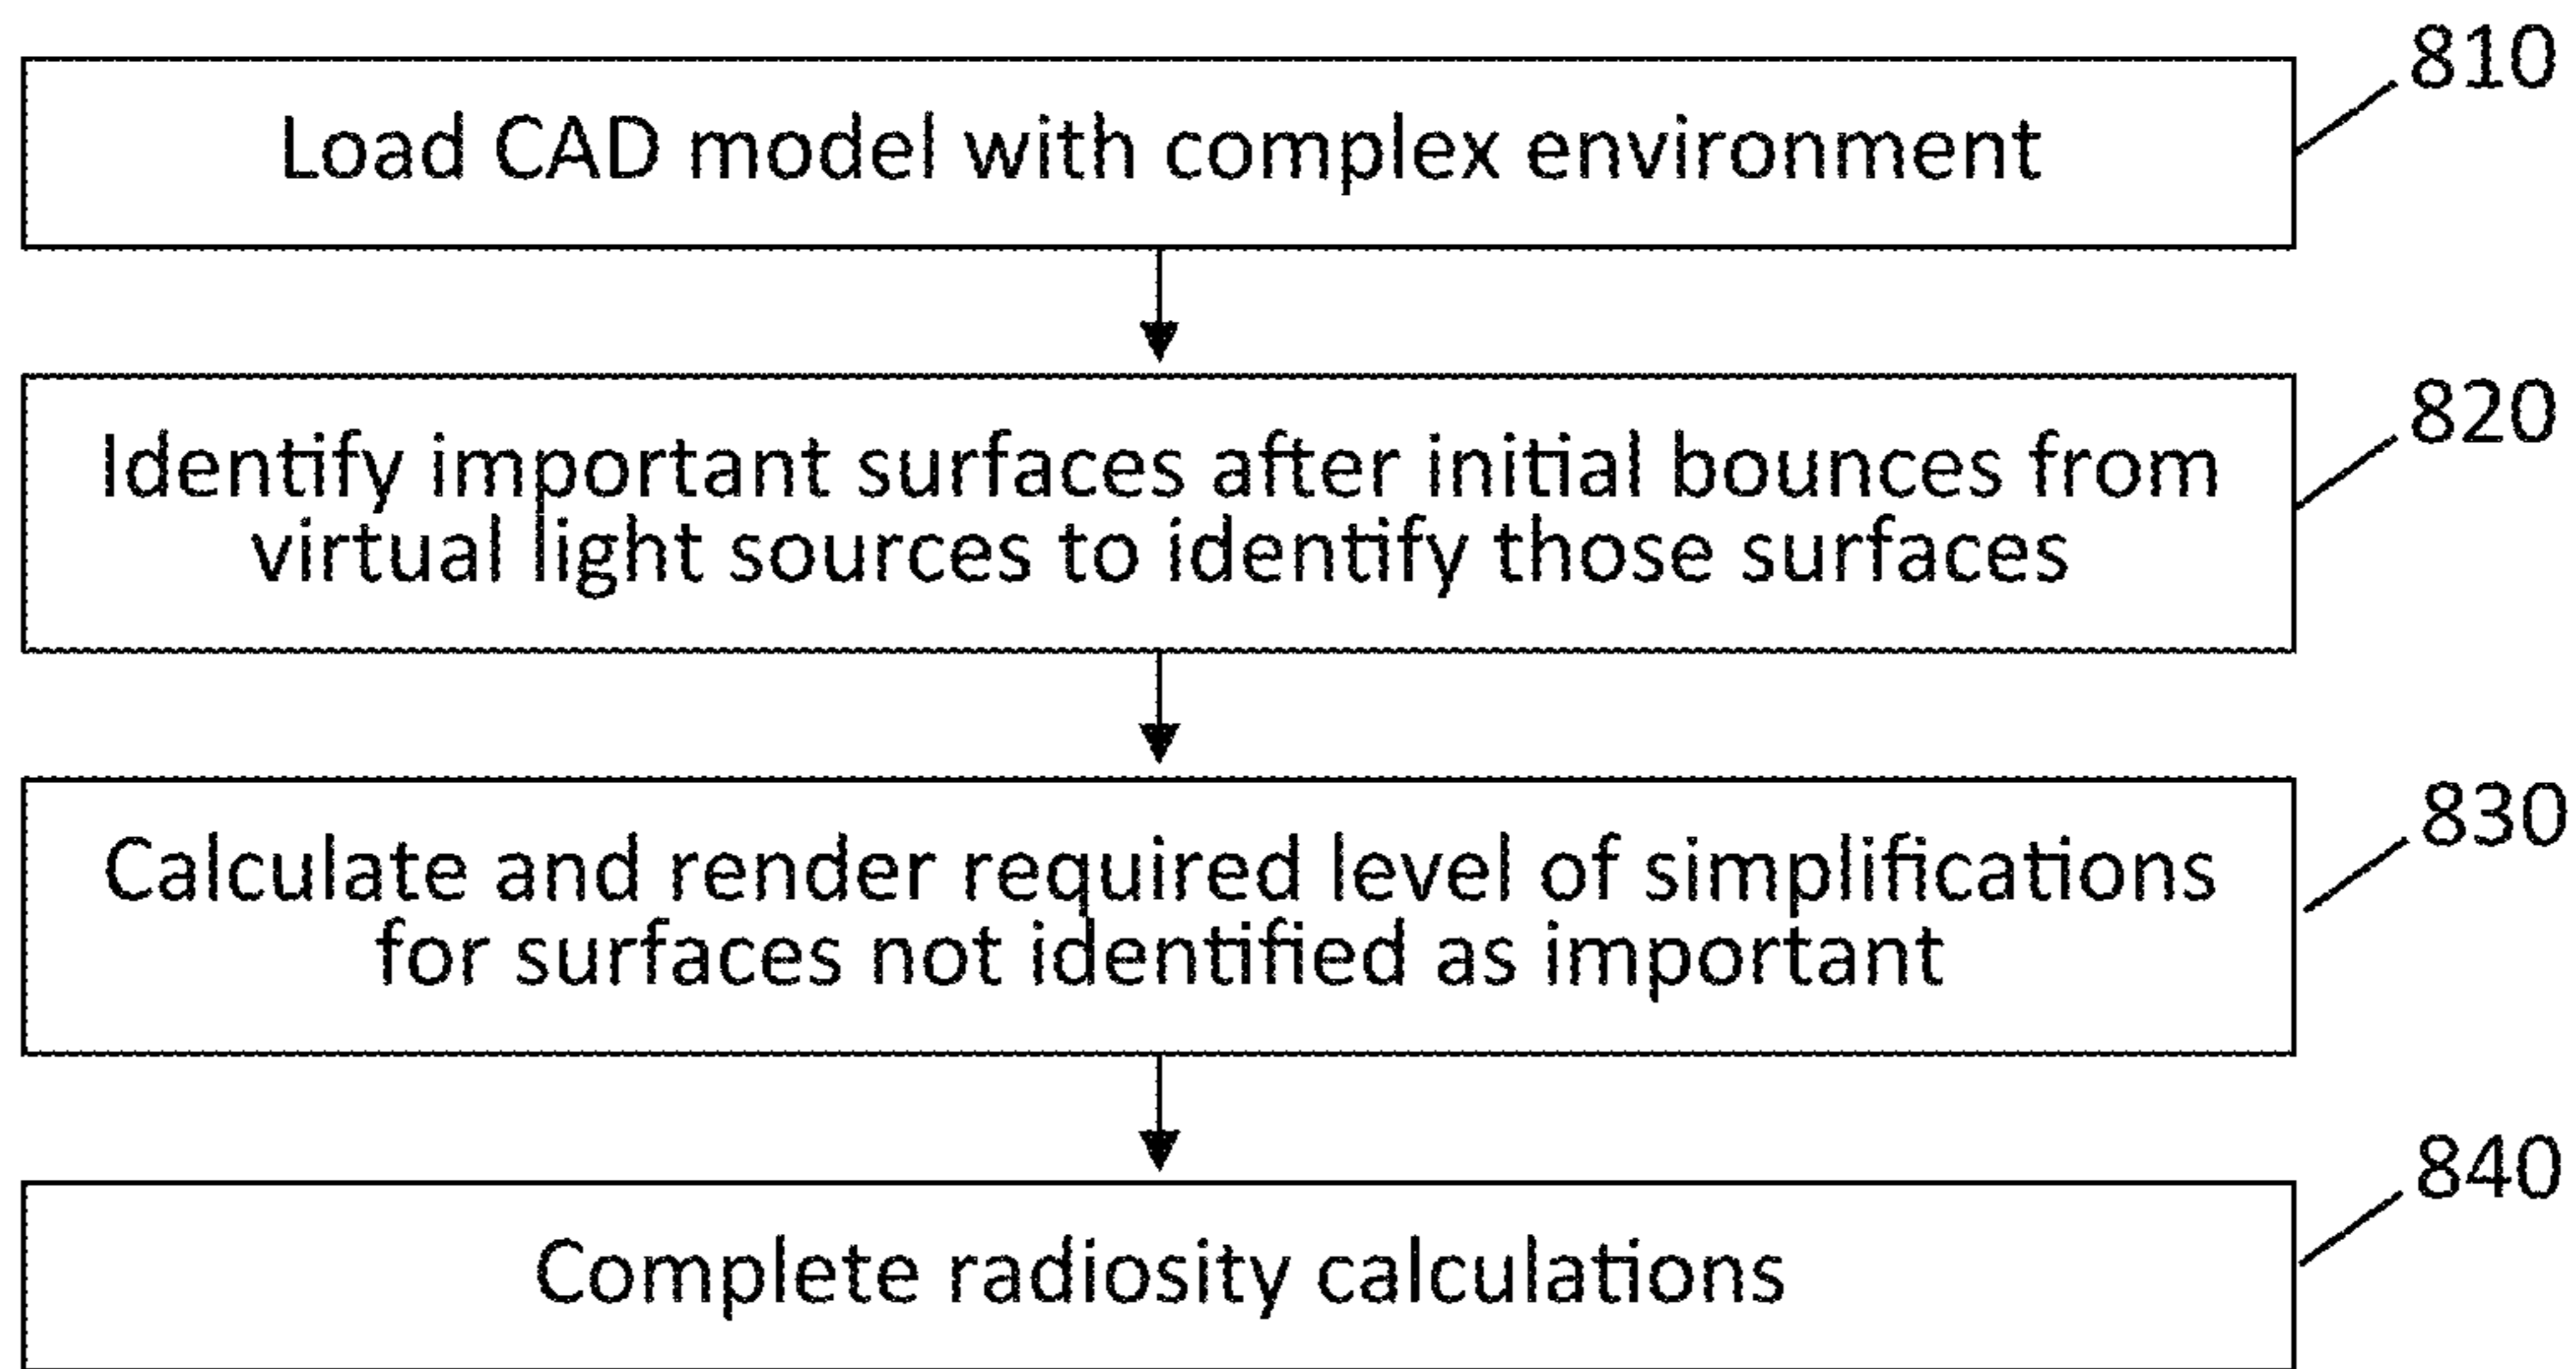 810
Load CAD model with complex environment
820
Identify important surfaces after initial bounces from
virtual light sources to identify those surfaces
830
Calculate and render required level of simplifications
for surfaces not identified as important
840
Complete radiosity calculations